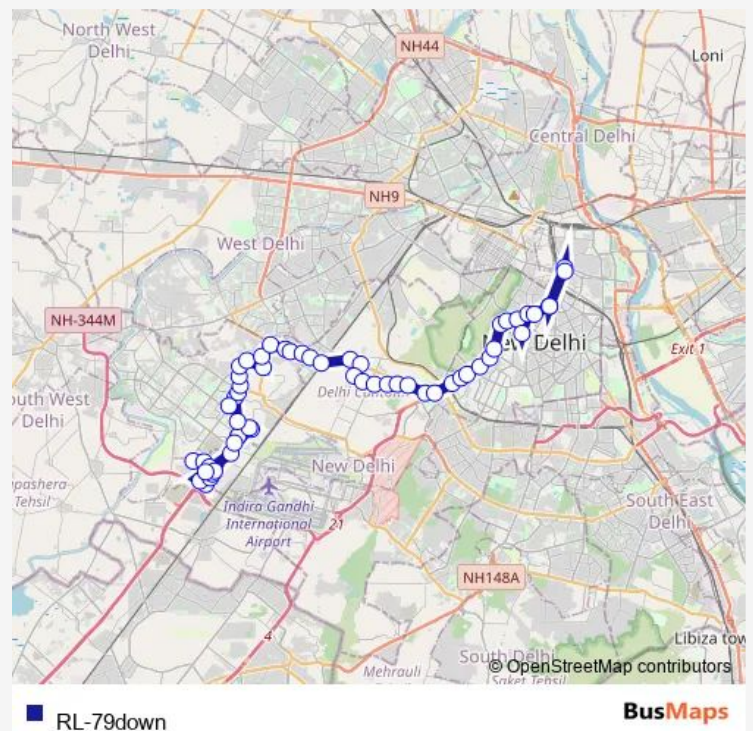 North West
Delhi
NH44
Loni
Central Delhi
NH9
West Delhi
NH-344M
New Delhi
Exit 1
outh West
Delhi
New Delhi
apashera
Tehsil
Indira Gandhi
International
Airport
21
South East
Delhi
NH148A
4
Libiza tow
Mehrauli
South Delhi
Saket Tehsil
© OpenStreetMap contributors
RL-79down
BusMaps